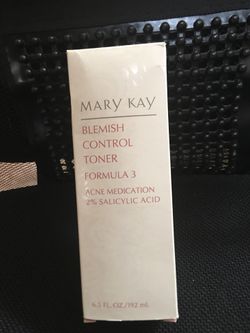 MARY KAY
BLEMISH
CONTROL
TONER
FORMULA 3
ACNE MEDICATION
2% SALICYLIC ACID
6.5 FL. OZ./192 mL